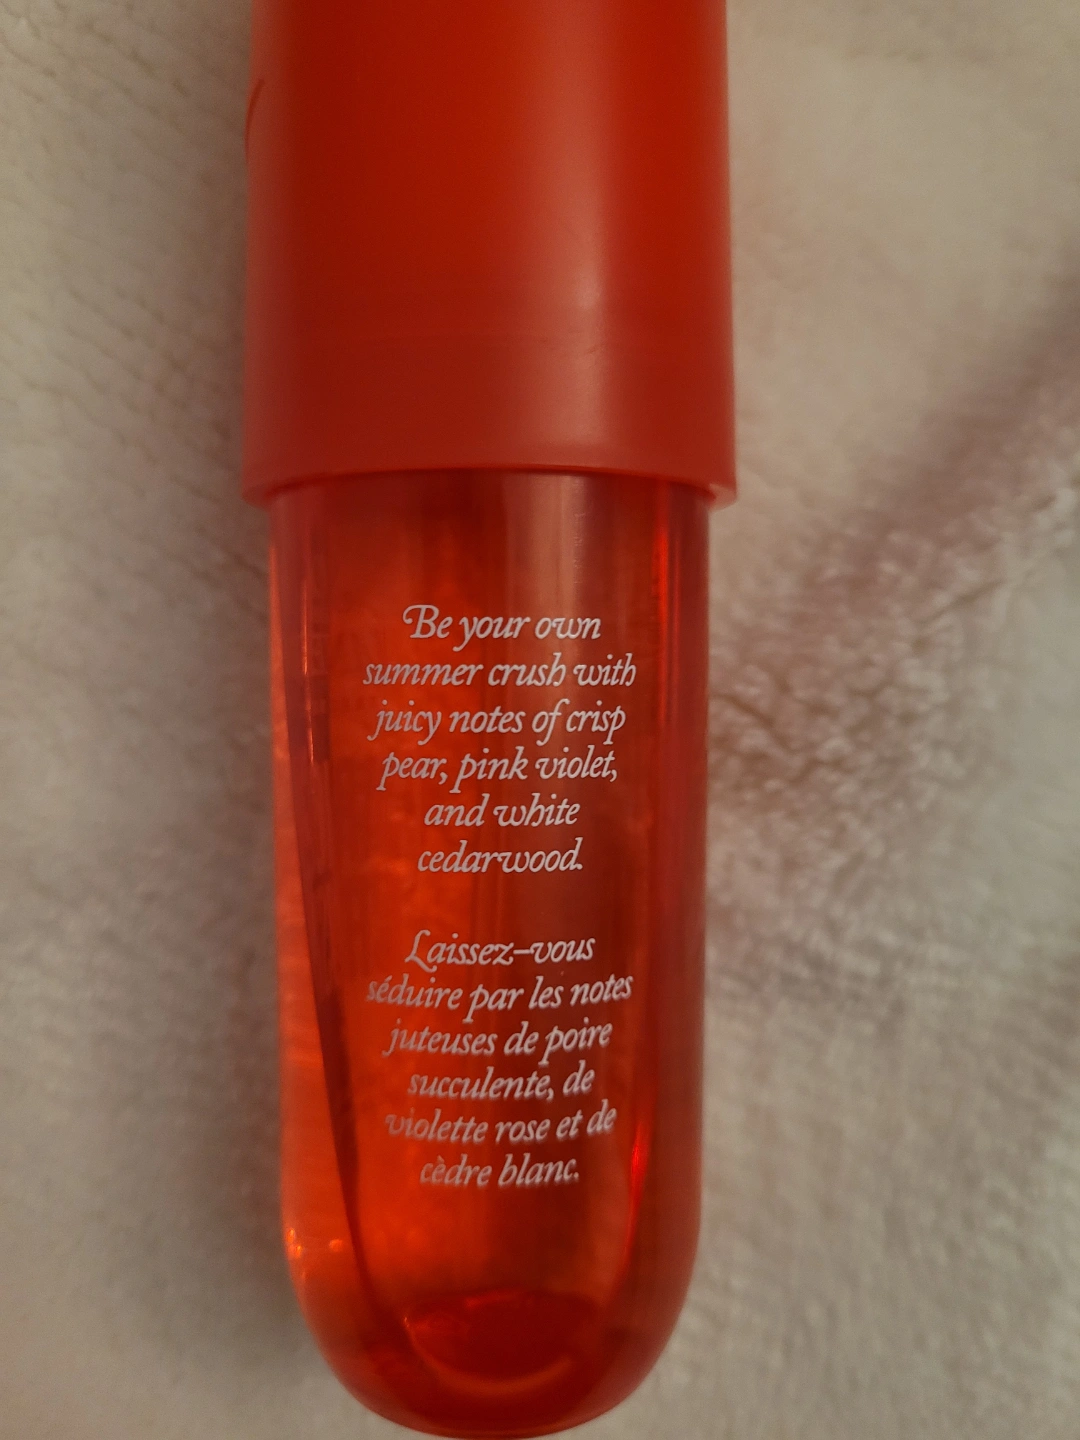 Be your own
summer crush with
juicy notes of crisp
pear, pink violet,
and white
cedarwood.
Laissez-vous
séduire par les notes
juteuses de poire
succulente, de
violette rose et de
cèdre blanc.